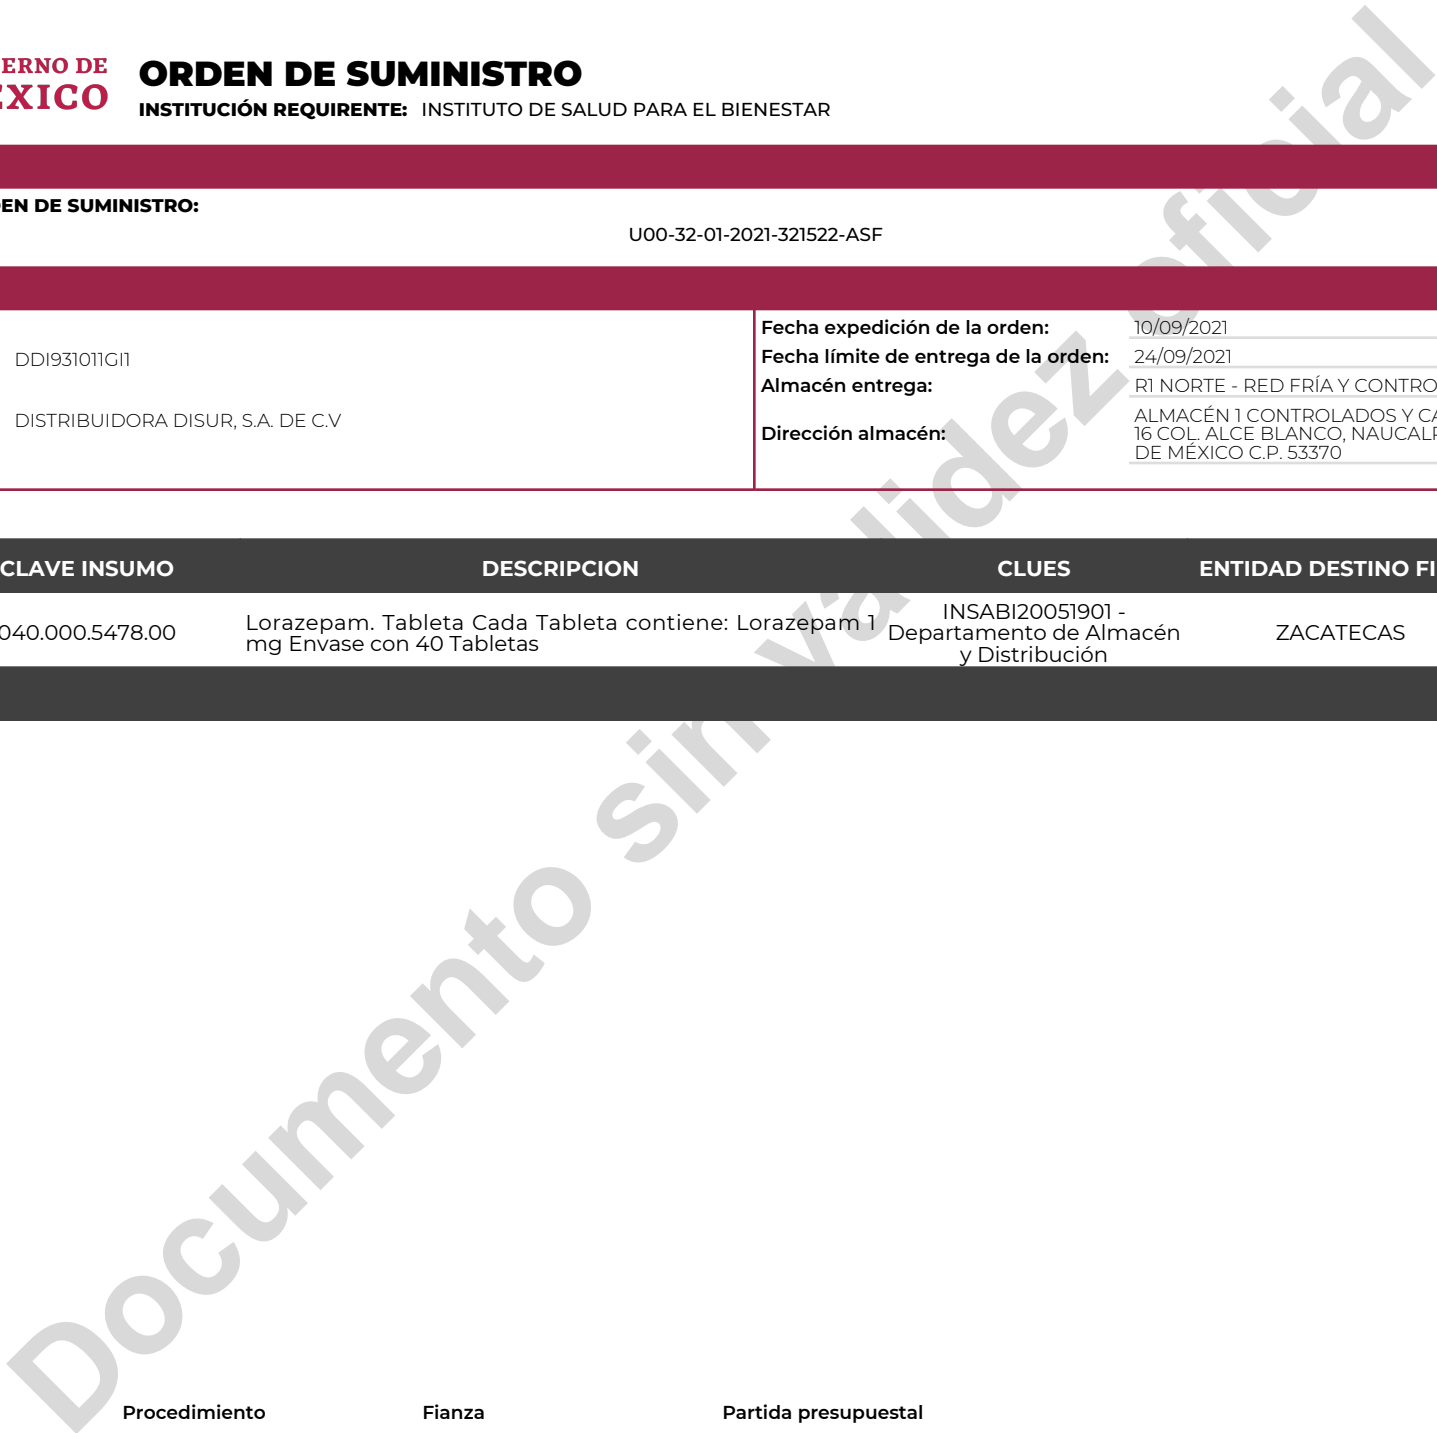 ERNO DE
EXICO
ORDEN DE SUMINISTRO
INSTITUCIÓN REQUIRENTE: INSTITUTO DE SALUD PARA EL BIENESTAR
EN DE SUMINISTRO:
U00-32-01-2021-321522-ASF
DDI931011GI1
DISTRIBUIDORA DISUR, S.A. DE C.V
Fecha expedición de la orden: 10/09/2021
Fecha límite de entrega de la orden: 24/09/2021
Almacén entrega: R1 NORTE - RED FRÍA Y CONTRO
Dirección almacén:
ALMACÉN 1 CONTROLADOS Y CA
16 COL. ALCE BLANCO, NAUCALP
DE MÉXICO C.P. 53370
CLAVE INSUMO DESCRIPCION CLUES ENTIDAD DESTINO FI
040.000.5478.00
Lorazepam. Tableta Cada Tableta contiene: Lorazepam 1
mg Envase con 40 Tabletas
INSABI20051901 -
Departamento de Almacén
y Distribución
ZACATECAS
Documento sin validez oficial
Procedimiento Fianza Partida presupuestal